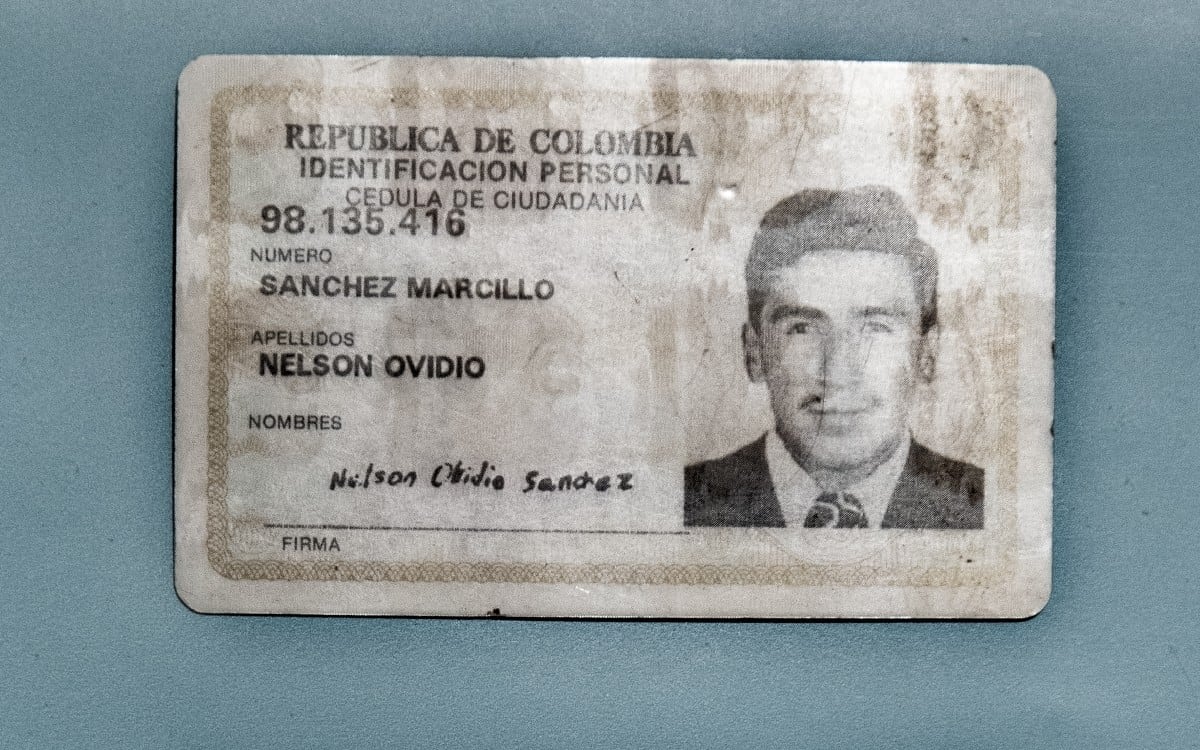 REPUBLICA DE COLOMBIA
IDENTIFICACION PERSONAL
CEDULA DE CIUDADANIA
98.135.416
NUMERO
SANCHEZ MARCILLO
APELLIDOS
NELSON OVIDIO
NOMBRES
Nelson Obidio Sanchez
FIRMA